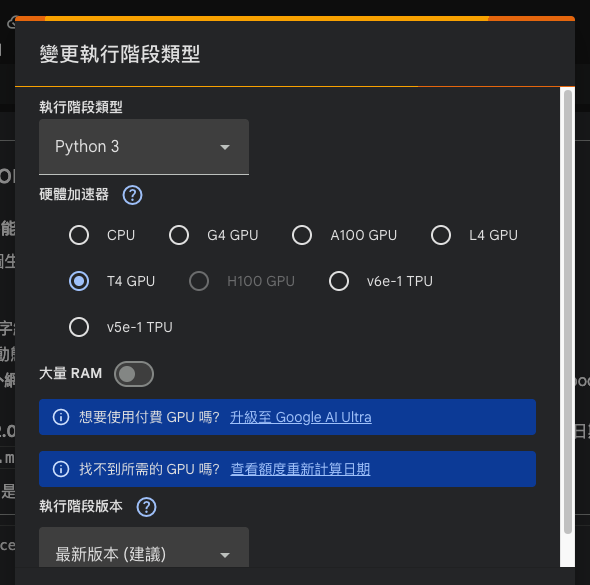 變更執行階段類型
執行階段類型
Python 3
硬體加速器
CPU G4 GPU A100 GPU L4 GPU
T4 GPU H100 GPU v6e-1 TPU
v5e-1 TPU
大量 RAM
想要使用付費 GPU 嗎？ 升級至 Google AI Ultra
找不到所需的 GPU 嗎？ 查看額度重新計算日期
執行階段版本
最新版本 (建議)